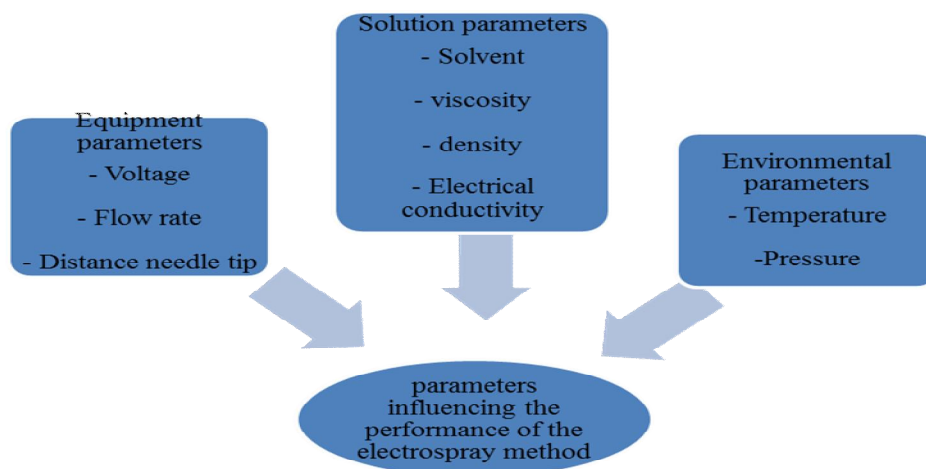 Equipment
parameters
- Voltage
- Flow rate
- Distance needle tip
Solution parameters
- Solvent
- viscosity
- density
- Electrical
conductivity
Environmental
parameters
- Temperature
-Pressure
parameters
influencing the
performance of the
electrospray method